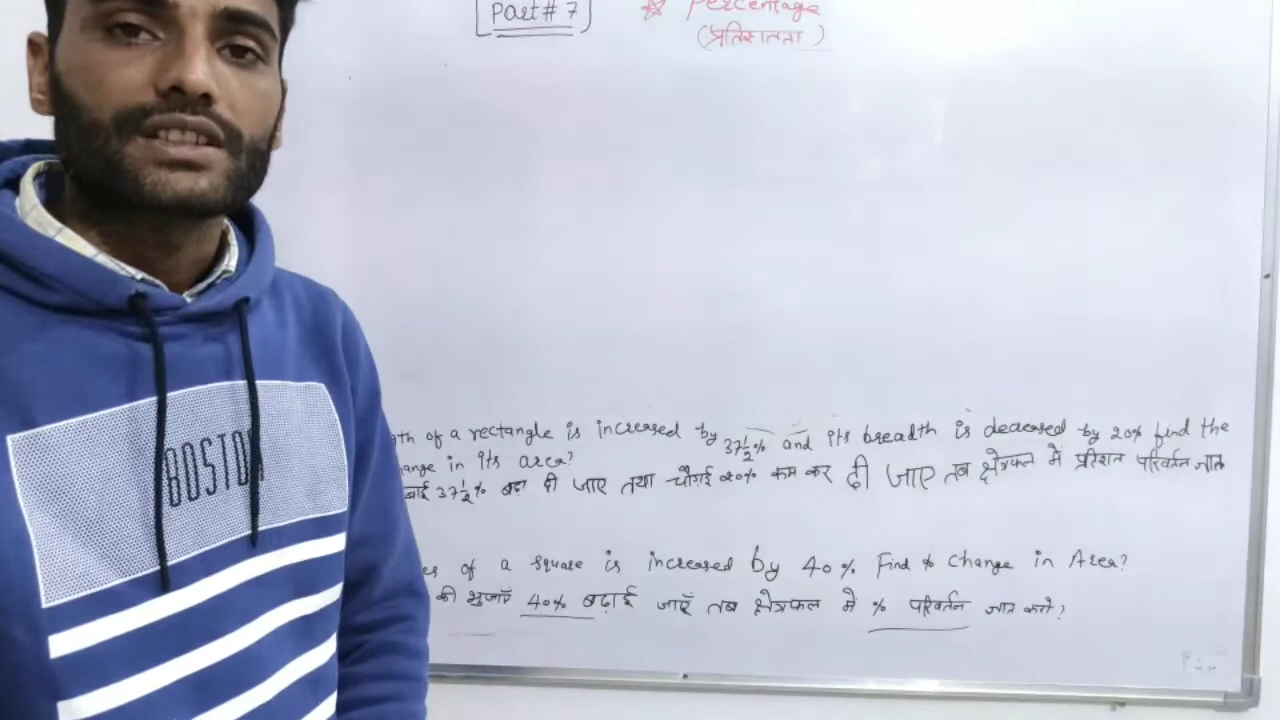 Part # 7
☆ Percentage
(प्रतिशतता)
BOSTON
of a rectangle is increased by 37½% and its breadth is deceresed by 20% find the
in its area?
37½% बढ़ा दी जाए तथा चौड़ाई 20% कम कर दी जाए तब क्षेत्रफल में प्रतिशत परिवर्तन ज्ञात
of a square is increased by 40% Find % Change in Area?
की भुजाएँ 40% बढ़ाई जाएँ तब क्षेत्रफल में % परिवर्तन ज्ञात करो?